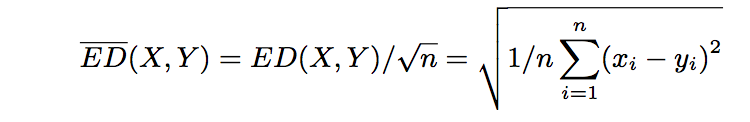 $\overline{ED}(X,Y) = ED(X,Y)/\sqrt{n} = \sqrt{1/n \sum_{i=1}^{n} (x_i - y_i)^2}$